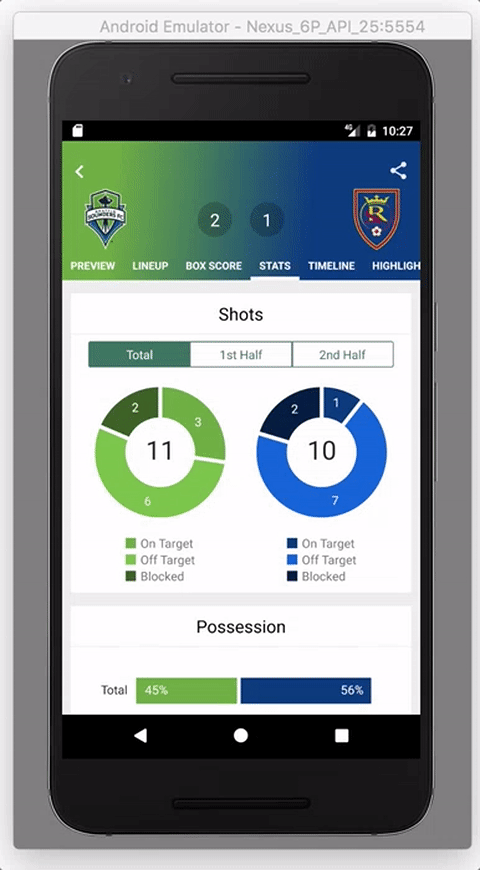 Android Emulator - Nexus_6P_API_25:5554
4G 10:27
SOUNDERS FC
2 1
PREVIEW LINEUP BOX SCORE STATS TIMELINE HIGHLIGH
Shots
Total 1st Half 2nd Half
2 3 2 1
11 10
6 7
On Target On Target
Off Target Off Target
Blocked Blocked
Possession
Total 45% 56%